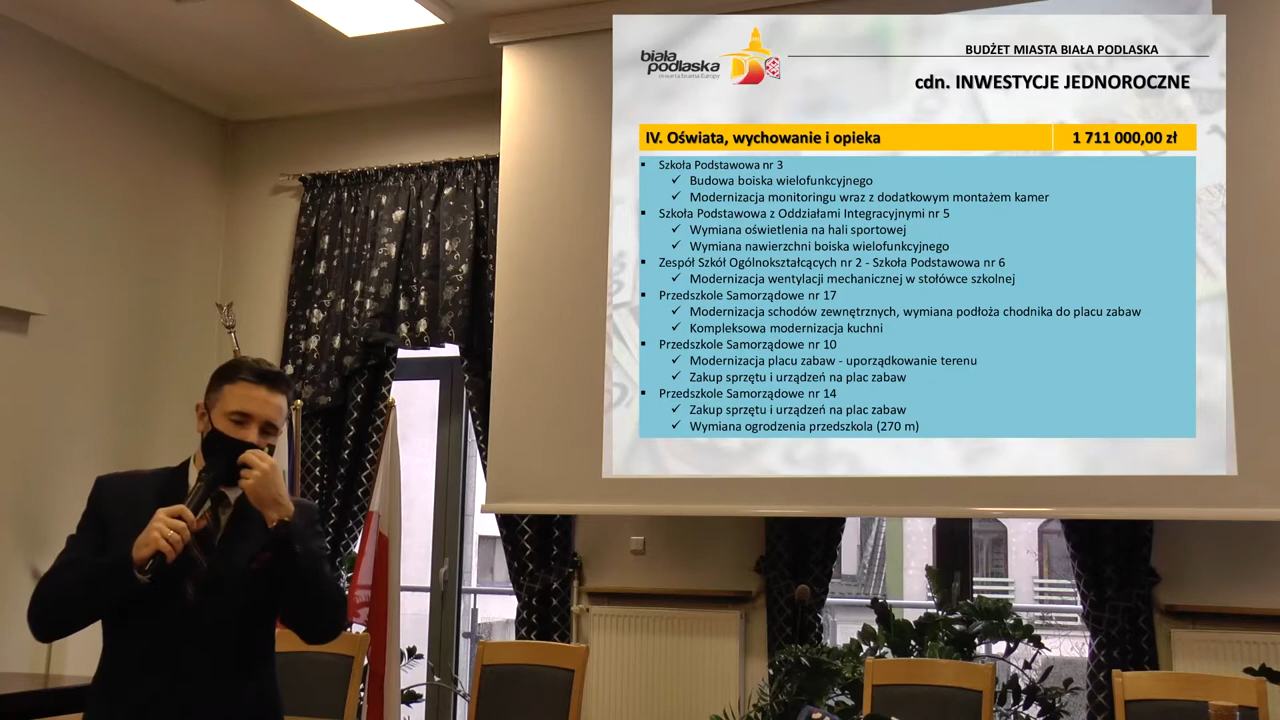 biała
podlaska
otwarta brama Europy
BUDŻET MIASTA BIAŁA PODLASKA
cdn. INWESTYCJE JEDNOROCZNE
IV. Oświata, wychowanie i opieka 1 711 000,00 zł
▪ Szkoła Podstawowa nr 3
✓ Budowa boiska wielofunkcyjnego
✓ Modernizacja monitoringu wraz z dodatkowym montażem kamer
▪ Szkoła Podstawowa z Oddziałami Integracyjnymi nr 5
✓ Wymiana oświetlenia na hali sportowej
✓ Wymiana nawierzchni boiska wielofunkcyjnego
▪ Zespół Szkół Ogólnokształcących nr 2 - Szkoła Podstawowa nr 6
✓ Modernizacja wentylacji mechanicznej w stołówce szkolnej
▪ Przedszkole Samorządowe nr 17
✓ Modernizacja schodów zewnętrznych, wymiana podłoża chodnika do placu zabaw
✓ Kompleksowa modernizacja kuchni
▪ Przedszkole Samorządowe nr 10
✓ Modernizacja placu zabaw - uporządkowanie terenu
✓ Zakup sprzętu i urządzeń na plac zabaw
▪ Przedszkole Samorządowe nr 14
✓ Zakup sprzętu i urządzeń na plac zabaw
✓ Wymiana ogrodzenia przedszkola (270 m)